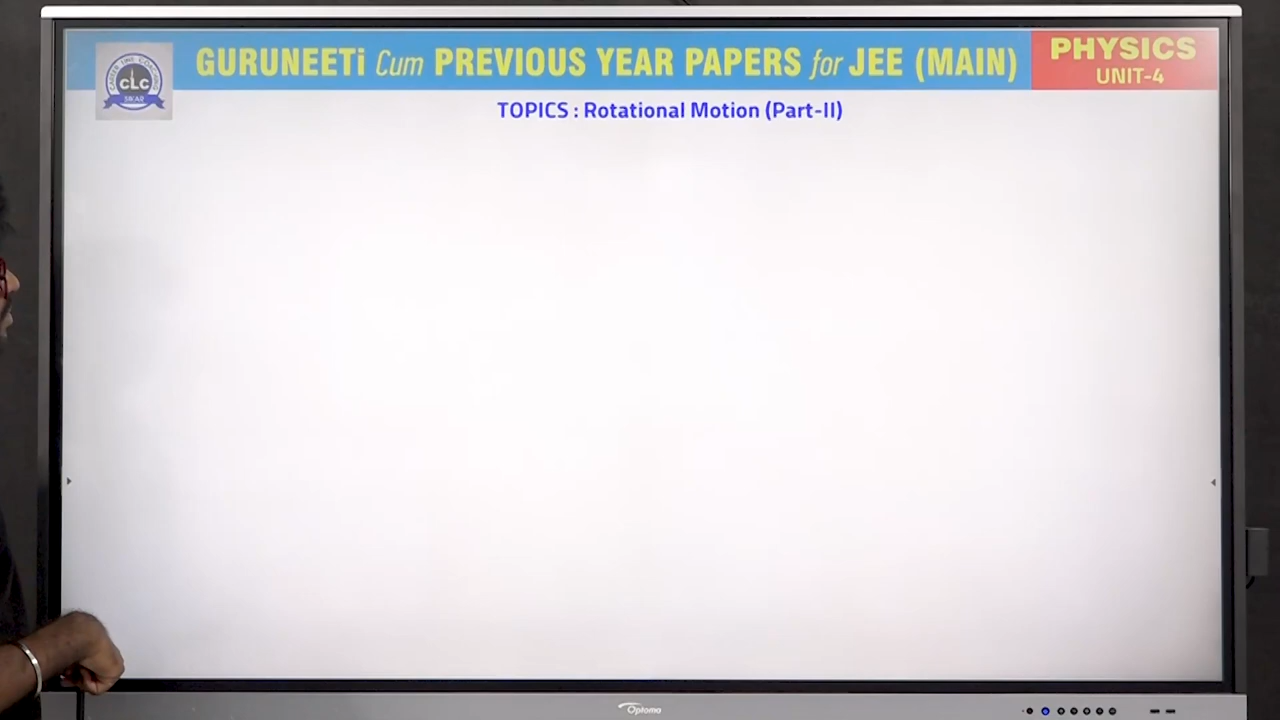 GURUNEETi Cum PREVIOUS YEAR PAPERS for JEE (MAIN)
PHYSICS
UNIT-4
CLC
SIKAR
TOPICS : Rotational Motion (Part-II)
Optoma